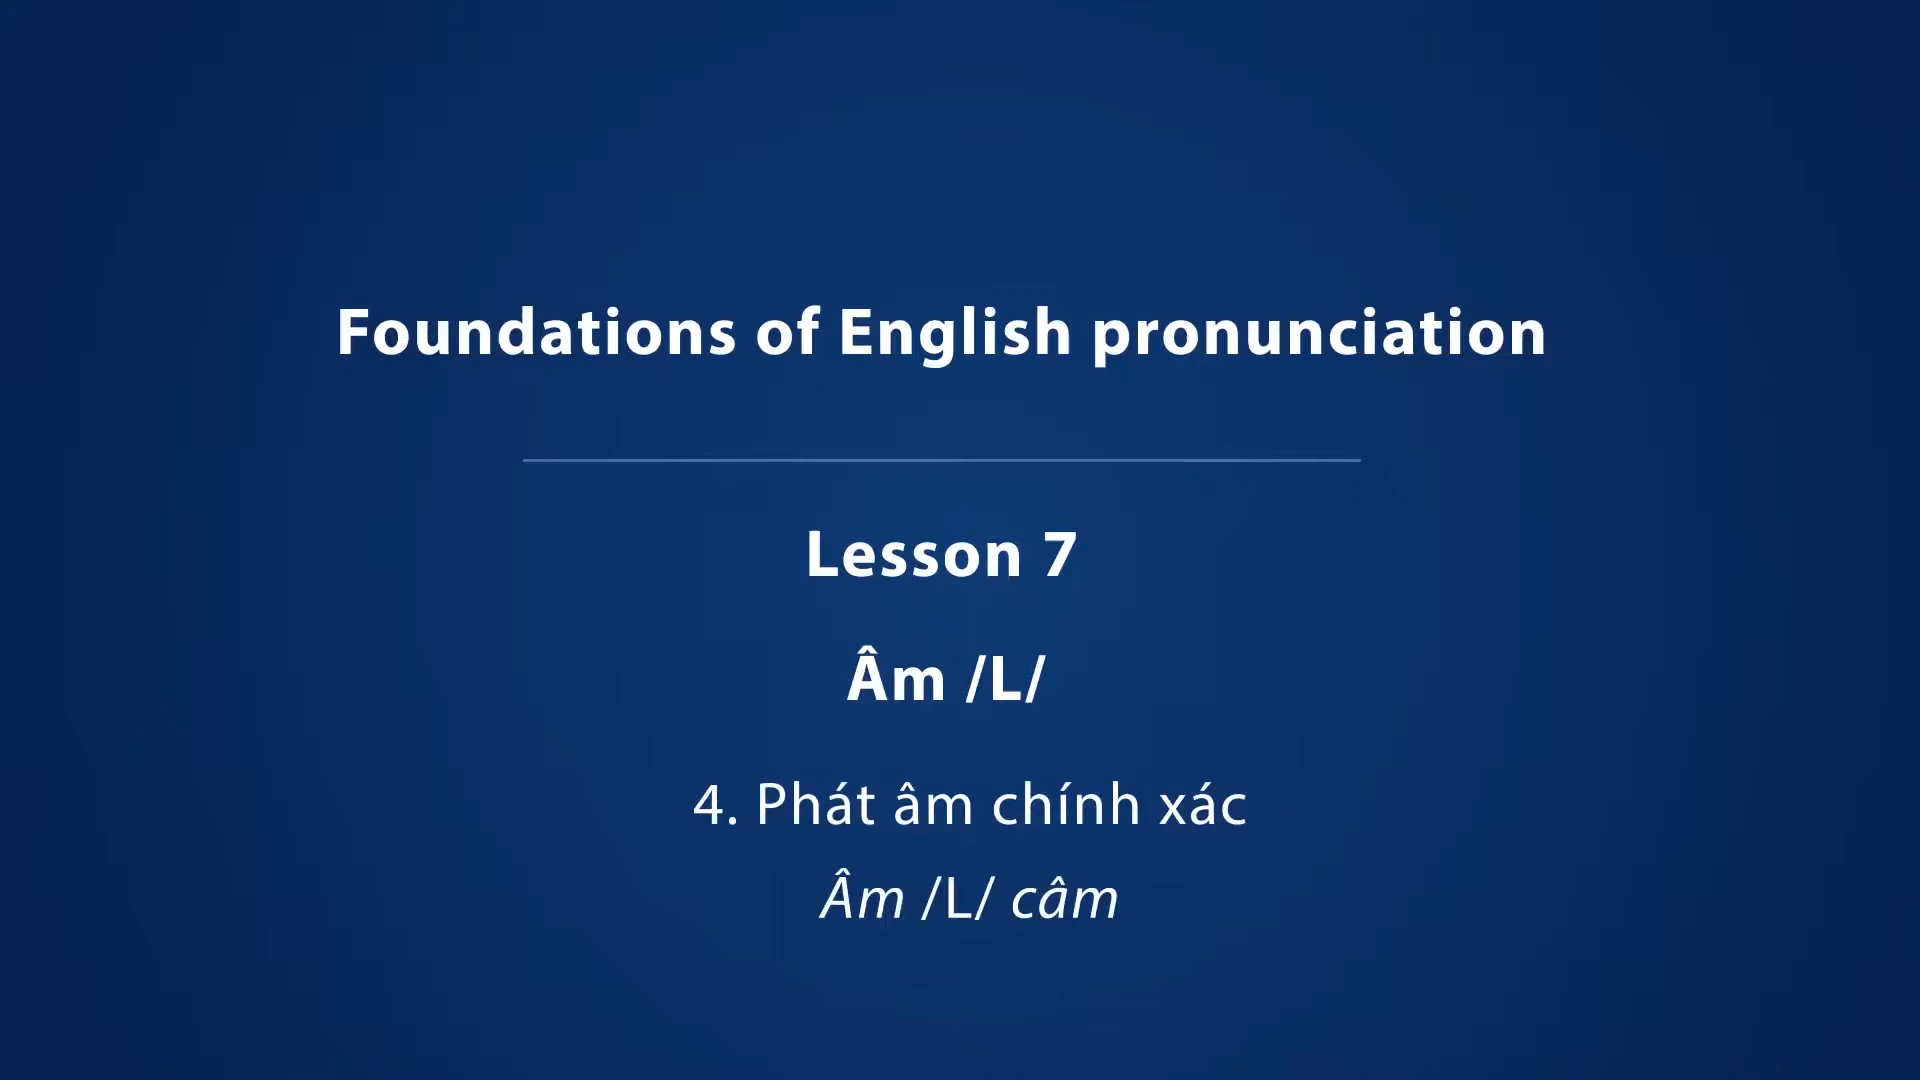 Foundations of English pronunciation
Lesson 7
Âm /L/
4. Phát âm chính xác
Âm /L/ câm